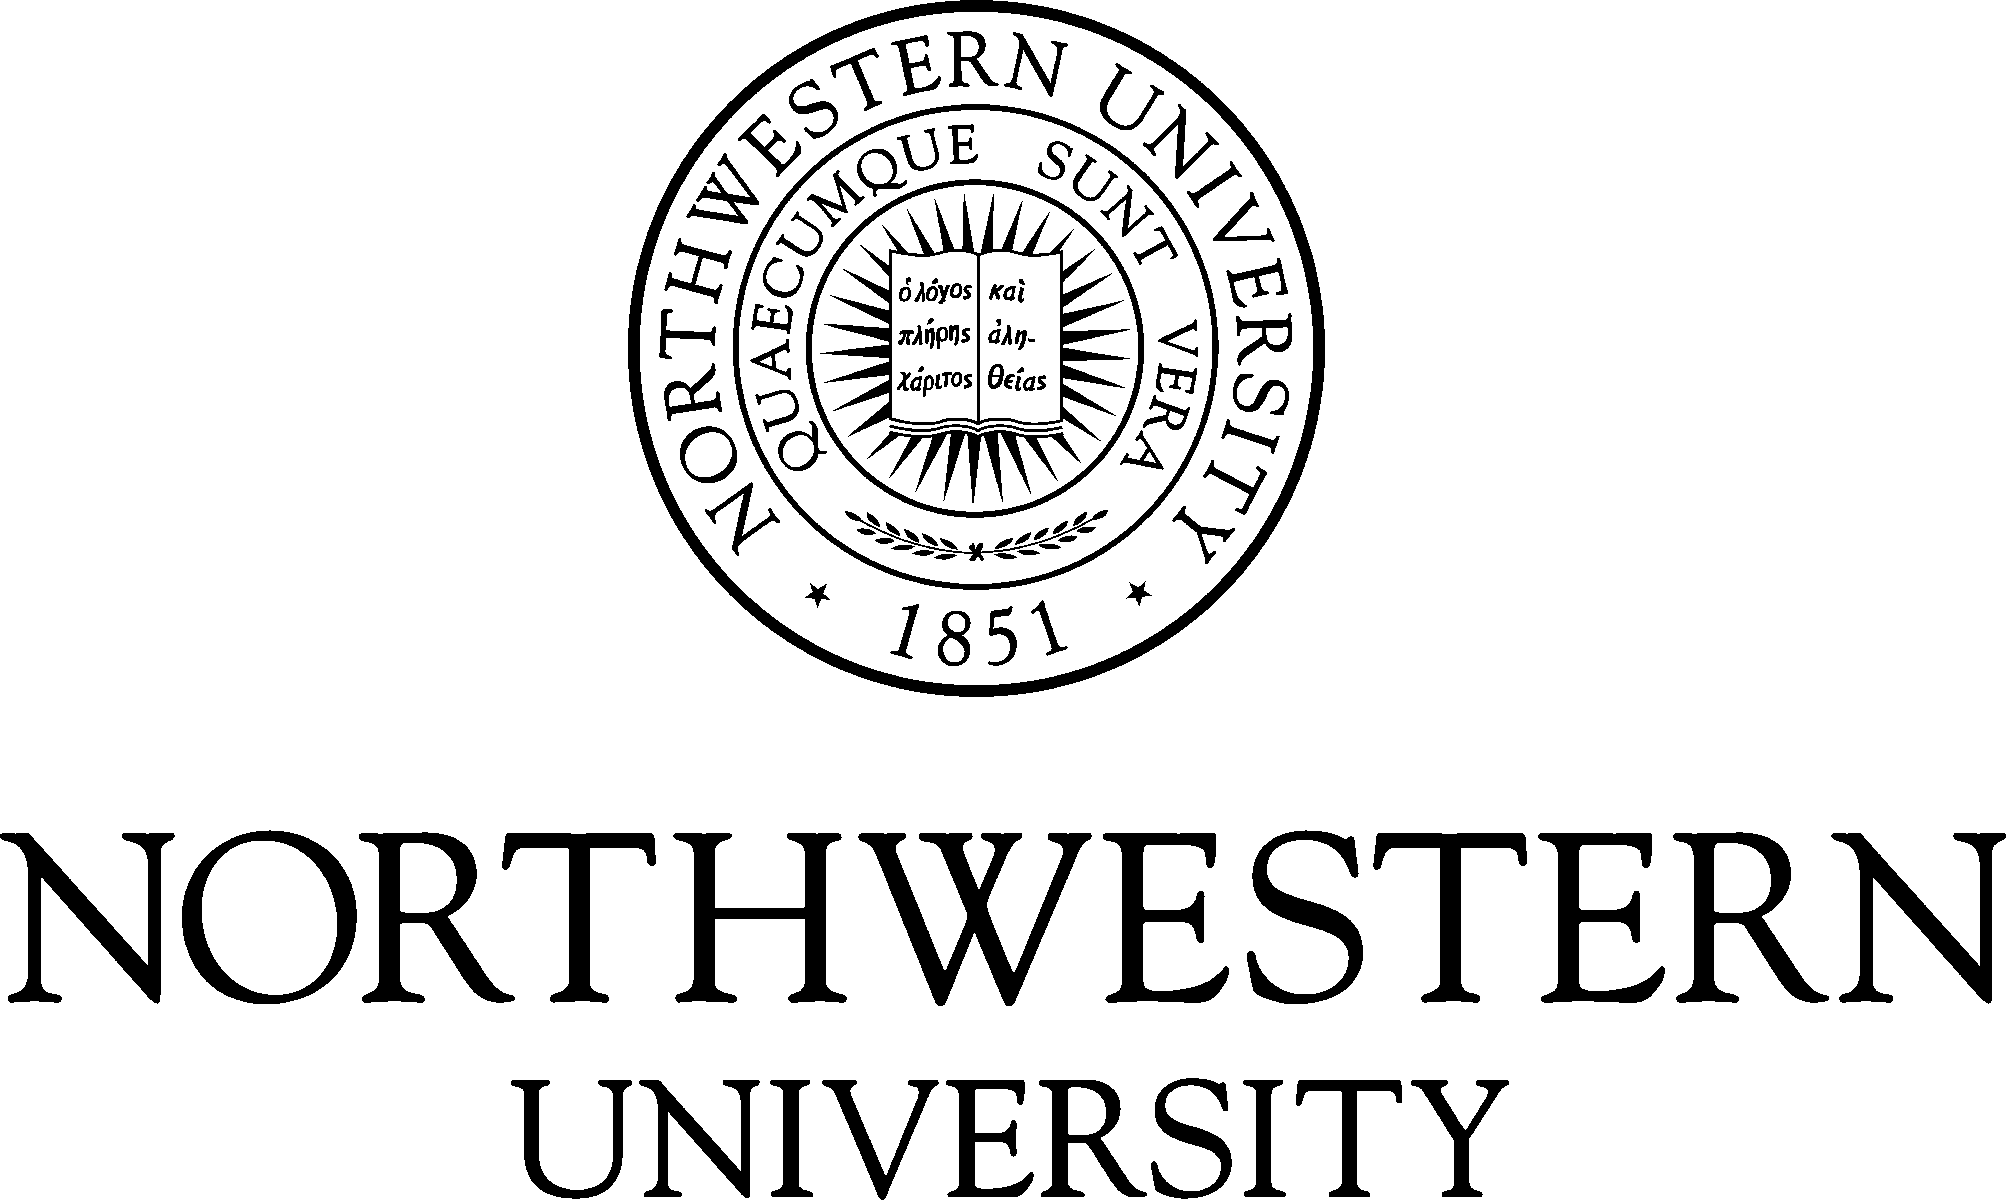 NORTHWESTERN UNIVERSITY
QUAECUMQUE SUNT VERA
ὁ λόγος
πλήρης
χάριτος
καὶ
ἀλη-
θείας
1851
NORTHWESTERN
UNIVERSITY